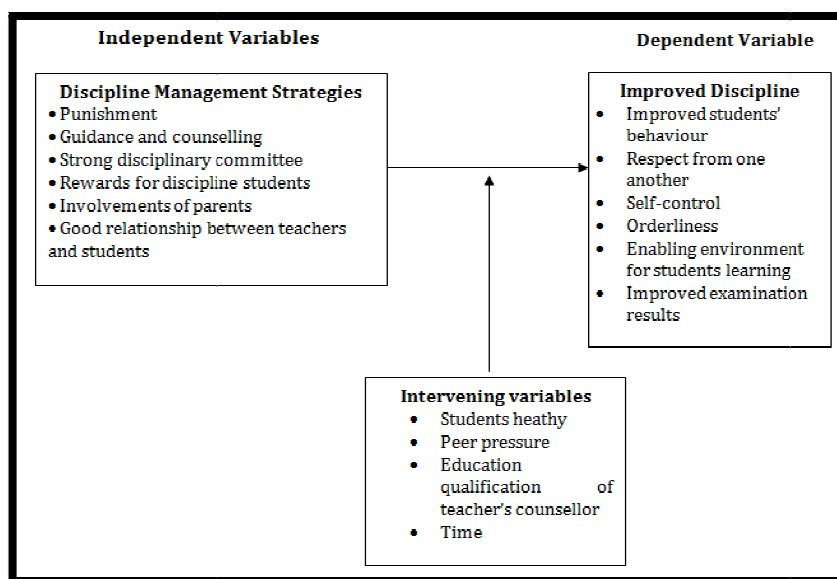 Independent Variables
Dependent Variable
Discipline Management Strategies
• Punishment
• Guidance and counselling
• Strong disciplinary committee
• Rewards for discipline students
• Involvements of parents
• Good relationship between teachers
and students
Improved Discipline
• Improved students'
behaviour
• Respect from one
another
• Self-control
• Orderliness
• Enabling environment
for students learning
• Improved examination
results
Intervening variables
• Students heathy
• Peer pressure
• Education
qualification of
teacher's counsellor
• Time